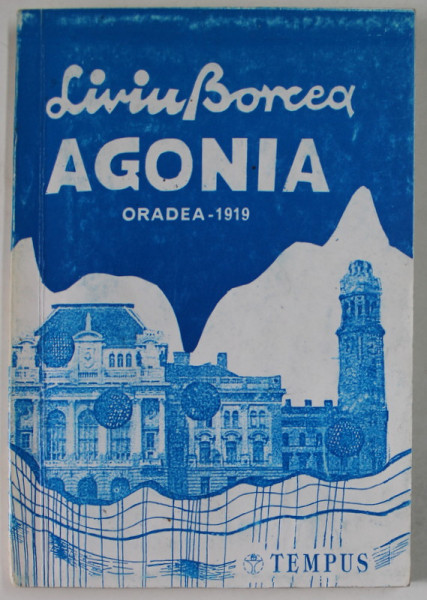 Liviu Borcea
AGONIA
ORADEA-1919
TEMPUS